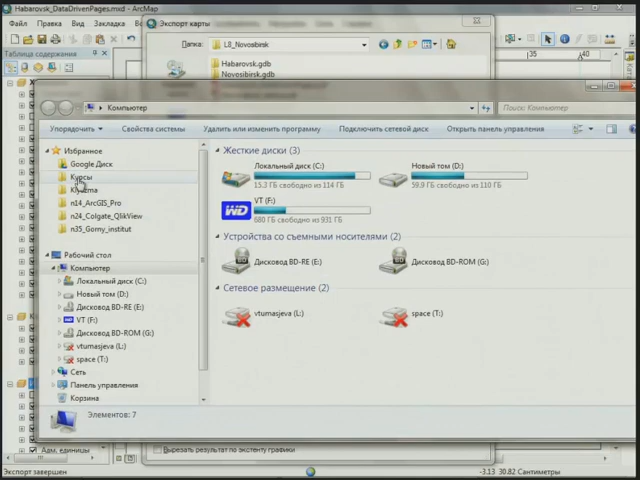 Habarovsk_DataDrivenPages.mxd - ArcMap
Файл Правка Вид Закладка
Экспорт карты
Таблица содержания
Папка: L8_Novosibirsk
Habarovsk.gdb
Novosibirsk.gdb
Компьютер
Поиск: Компьютер
Упорядочить Свойства системы Удалить или изменить программу Подключить сетевой диск Открыть панель управления
Избранное
Google Диск
Курсы
n14_ArcGIS_Pro
n24_Colgate_QlikView
n35_Gorny_institut
Рабочий стол
Компьютер
Локальный диск (C:)
Новый том (D:)
Дисковод BD-RE (E:)
VT (F:)
Дисковод BD-ROM (G:)
vtumasjeva (L:)
space (T:)
Сеть
Панель управления
Корзина
Жесткие диски (3)
Локальный диск (C:)
15.3 ГБ свободно из 114 ГБ
Новый том (D:)
59.9 ГБ свободно из 110 ГБ
VT (F:)
680 ГБ свободно из 931 ГБ
Устройства со съемными носителями (2)
Дисковод BD-RE (E:)
Дисковод BD-ROM (G:)
Сетевое размещение (2)
vtumasjeva (L:)
space (T:)
Элементов: 7
Адм. единицы
Вырезать результат по экстенту графики
Экспорт завершен
-3.13 30.82 Сантиметры